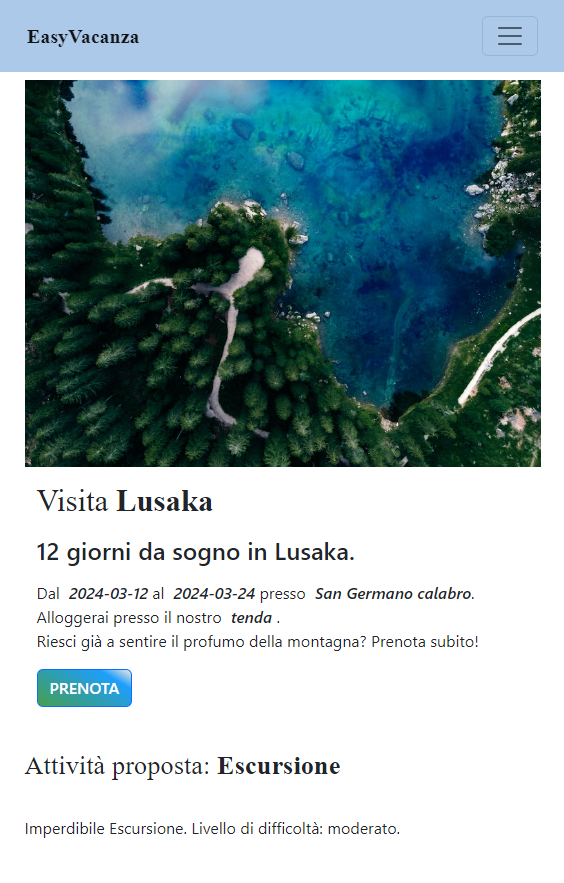 EasyVacanza
Visita Lusaka
12 giorni da sogno in Lusaka.
Dal 2024-03-12 al 2024-03-24 presso San Germano calabro.
Alloggerai presso il nostro tenda .
Riesci già a sentire il profumo della montagna? Prenota subito!
PRENOTA
Attività proposta: Escursione
Imperdibile Escursione. Livello di difficoltà: moderato.